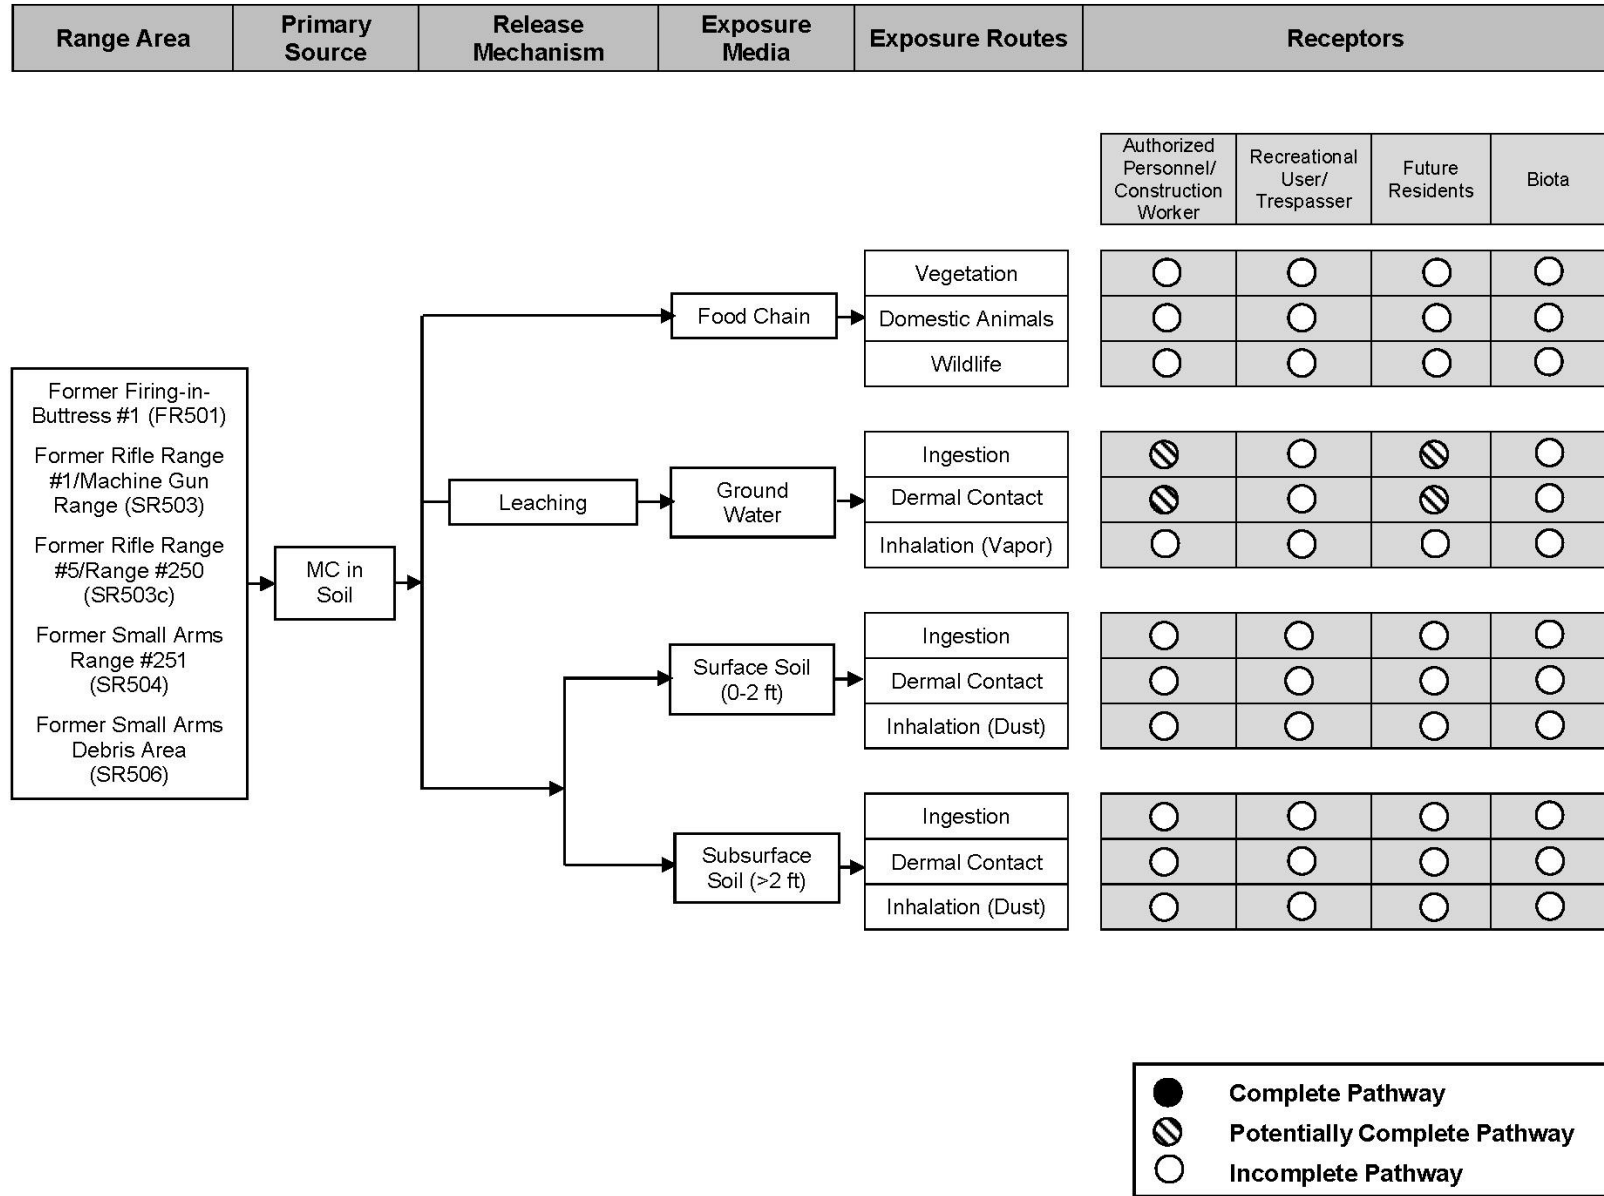 Range Area
Primary
Source
Release
Mechanism
Exposure
Media
Exposure Routes
Receptors
Authorized
Personnel/
Construction
Worker
Recreational
User/
Trespasser
Future
Residents
Biota
Former Firing-in-
Buttress #1 (FR501)
Former Rifle Range
#1/Machine Gun
Range (SR503)
Former Rifle Range
#5/Range #250
(SR503c)
Former Small Arms
Range #251
(SR504)
Former Small Arms
Debris Area
(SR506)
MC in
Soil
Food Chain
Vegetation
Domestic Animals
Wildlife
Leaching
Ground
Water
Ingestion
Dermal Contact
Inhalation (Vapor)
Surface Soil
(0-2 ft)
Ingestion
Dermal Contact
Inhalation (Dust)
Subsurface
Soil (>2 ft)
Ingestion
Dermal Contact
Inhalation (Dust)
Complete Pathway
Potentially Complete Pathway
Incomplete Pathway